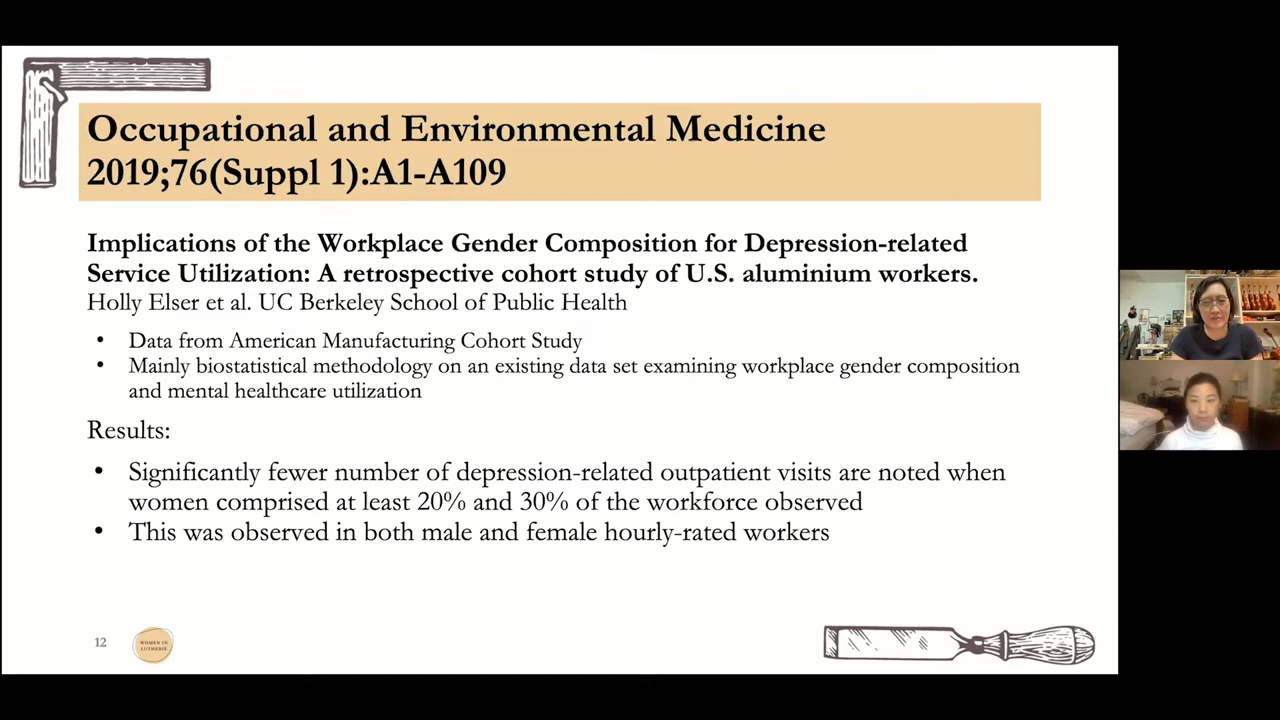 Occupational and Environmental Medicine
2019;76(Suppl 1):A1-A109
Implications of the Workplace Gender Composition for Depression-related
Service Utilization: A retrospective cohort study of U.S. aluminium workers.
Holly Elser et al. UC Berkeley School of Public Health
• Data from American Manufacturing Cohort Study
• Mainly biostatistical methodology on an existing data set examining workplace gender composition
and mental healthcare utilization
Results:
• Significantly fewer number of depression-related outpatient visits are noted when
women comprised at least 20% and 30% of the workforce observed
• This was observed in both male and female hourly-rated workers
12
WOMEN IN
LUTHERIE